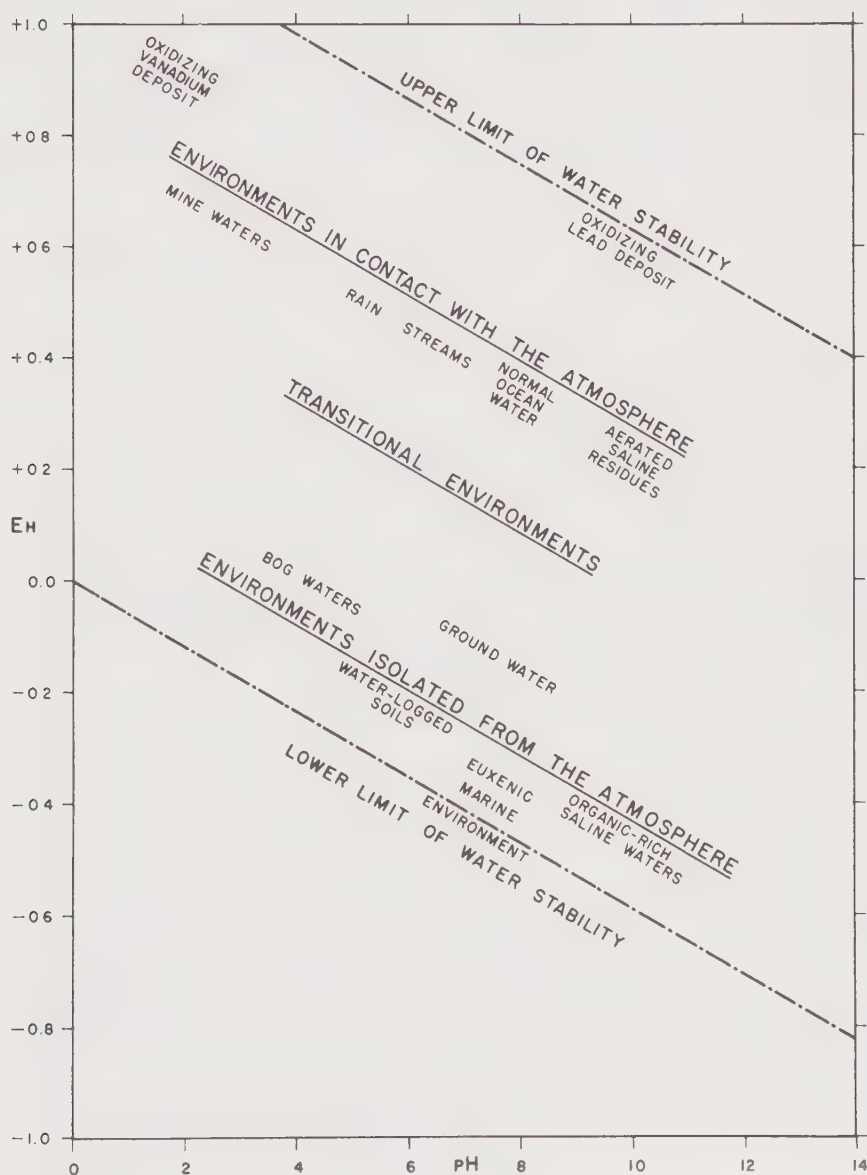 +1.0
OXIDIZING
VANADIUM
DEPOSIT
UPPER LIMIT OF WATER STABILITY
+0.8
ENVIRONMENTS IN CONTACT WITH THE ATMOSPHERE
MINE WATERS
OXIDIZING
LEAD DEPOSIT
+0.6
RAIN
STREAMS
NORMAL
OCEAN
WATER
+0.4
AERATED
SALINE
RESIDUES
TRANSITIONAL ENVIRONMENTS
+0.2
EH
0.0
BOG WATERS
ENVIRONMENTS ISOLATED FROM THE ATMOSPHERE
GROUND WATER
-0.2
WATER-LOGGED
SOILS
EUXENIC
MARINE
ENVIRONMENT
ORGANIC-RICH
SALINE WATERS
-0.4
LOWER LIMIT OF WATER STABILITY
-0.6
-0.8
-1.0
0 2 4 6 pH 8 10 12 14